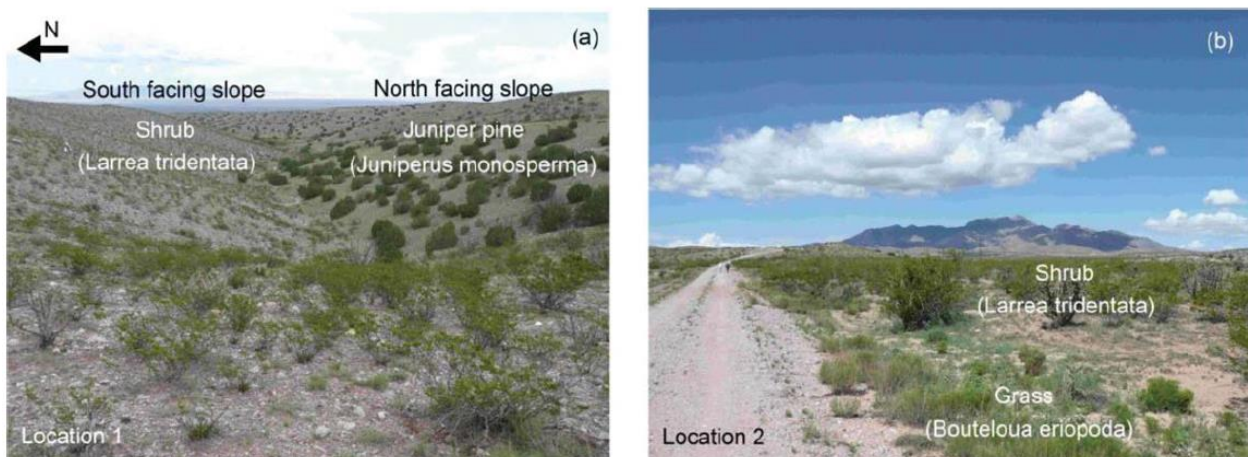 N
(a)
South facing slope
North facing slope
Shrub
(Larrea tridentata)
Juniper pine
(Juniperus monosperma)
Location 1
(b)
Shrub
(Larrea tridentata)
Grass
(Bouteloua eriopoda)
Location 2